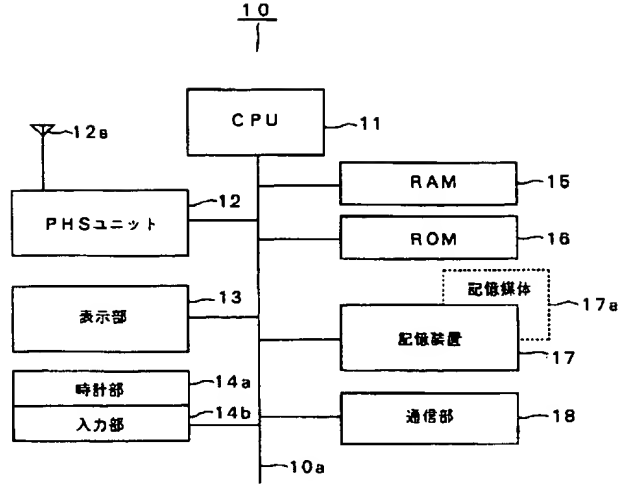 10
CPU
11
12a
PHSユニット
12
RAM
15
ROM
16
表示部
13
記憶媒体
17a
記憶装置
17
時計部
14a
入力部
14b
通信部
18
10a